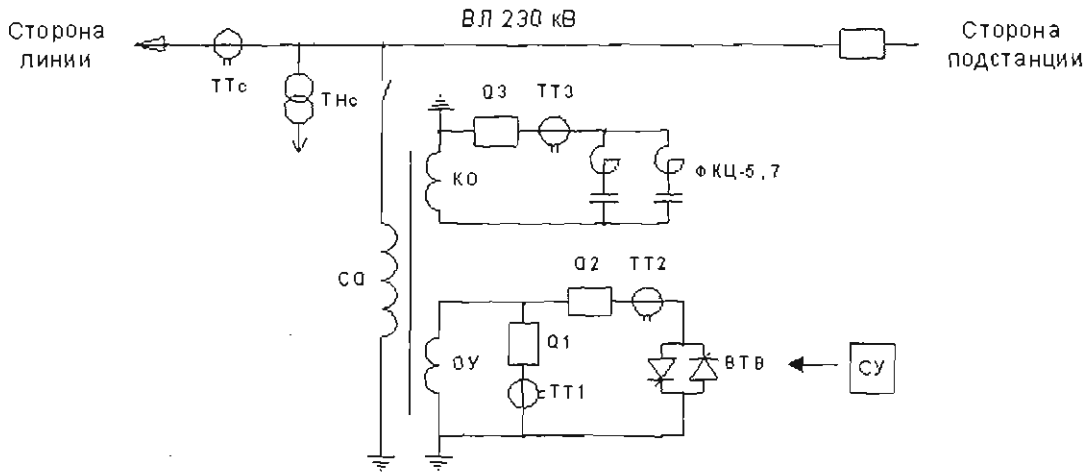 ВЛ 230 кВ
Сторона
линии
Сторона
подстанции
ТТс
ТНс
Q3
ТТ3
КО
ФКЦ-5,7
СО
Q2
ТТ2
ОУ
Q1
ТТ1
ВТВ
СУ